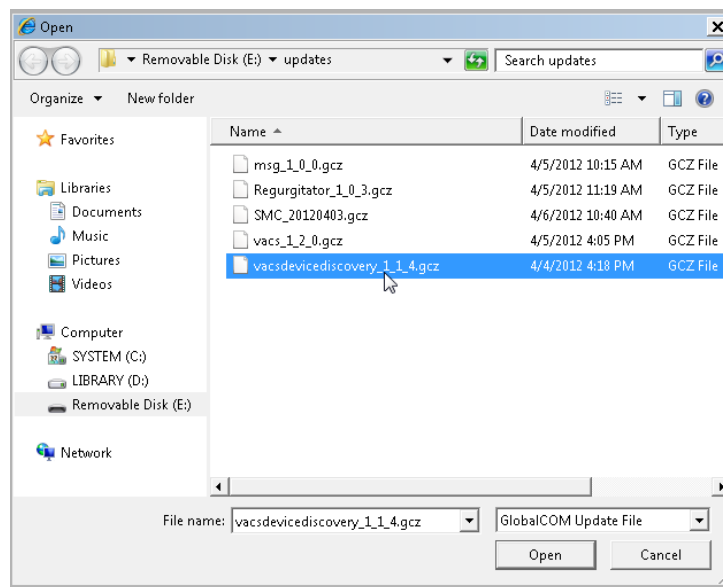 Open
Removable Disk (E:) updates
Search updates
Organize New folder
Name Date modified Type
Favorites
Libraries
Documents
Music
Pictures
Videos
Computer
SYSTEM (C:)
LIBRARY (D:)
Removable Disk (E:)
Network
msg_1_0_0.gcz 4/5/2012 10:15 AM GCZ File
Regurgitator_1_0_3.gcz 4/5/2012 11:19 AM GCZ File
SMC_20120403.gcz 4/6/2012 10:40 AM GCZ File
vacs_1_2_0.gcz 4/5/2012 4:05 PM GCZ File
vacsdevicediscovery_1_1_4.gcz 4/4/2012 4:18 PM GCZ File
File name: vacsdevicediscovery_1_1_4.gcz GlobalCOM Update File
Open Cancel